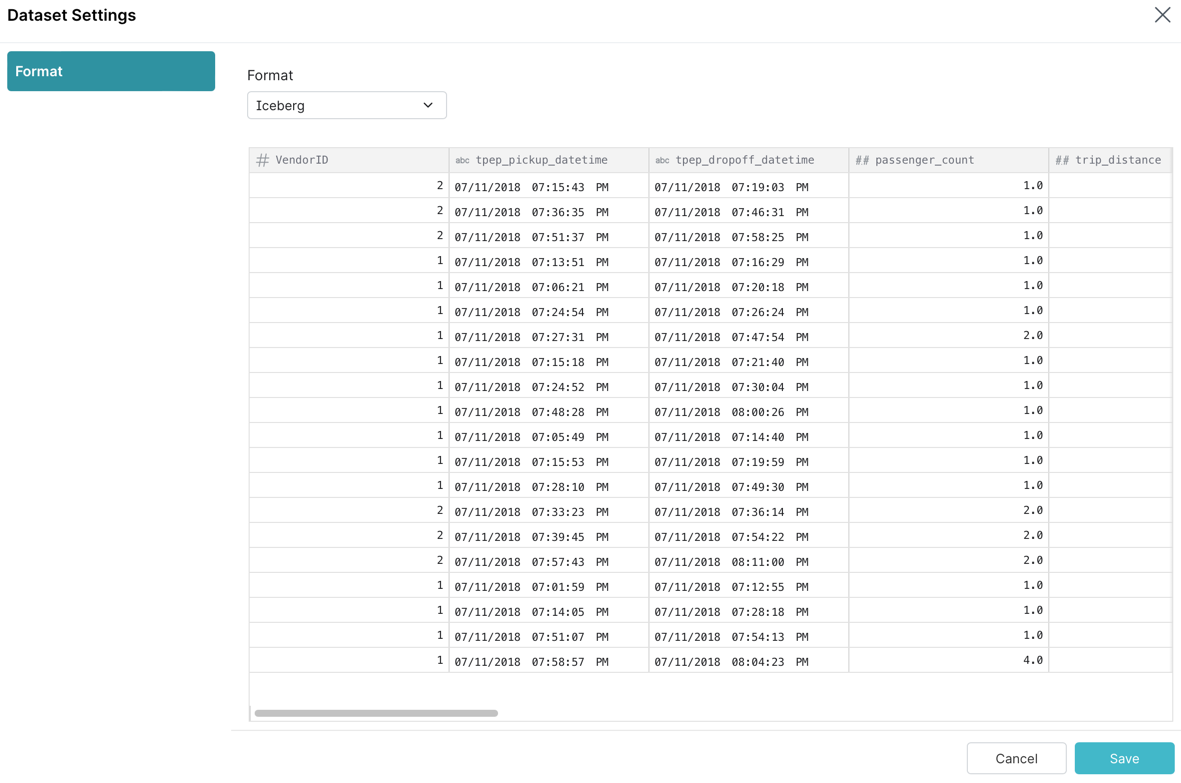 Dataset Settings
Format
Format
Iceberg
# VendorID abc tpep_pickup_datetime abc tpep_dropoff_datetime ## passenger_count ## trip_distance
2 07/11/2018 07:15:43 PM 07/11/2018 07:19:03 PM 1.0
2 07/11/2018 07:36:35 PM 07/11/2018 07:46:31 PM 1.0
2 07/11/2018 07:51:37 PM 07/11/2018 07:58:25 PM 1.0
1 07/11/2018 07:13:51 PM 07/11/2018 07:16:29 PM 1.0
1 07/11/2018 07:06:21 PM 07/11/2018 07:20:18 PM 1.0
1 07/11/2018 07:24:54 PM 07/11/2018 07:26:24 PM 1.0
1 07/11/2018 07:27:31 PM 07/11/2018 07:47:54 PM 2.0
1 07/11/2018 07:15:18 PM 07/11/2018 07:21:40 PM 1.0
1 07/11/2018 07:24:52 PM 07/11/2018 07:30:04 PM 1.0
1 07/11/2018 07:48:28 PM 07/11/2018 08:00:26 PM 1.0
1 07/11/2018 07:05:49 PM 07/11/2018 07:14:40 PM 1.0
1 07/11/2018 07:15:53 PM 07/11/2018 07:19:59 PM 1.0
1 07/11/2018 07:28:10 PM 07/11/2018 07:49:30 PM 1.0
2 07/11/2018 07:33:23 PM 07/11/2018 07:36:14 PM 2.0
2 07/11/2018 07:39:45 PM 07/11/2018 07:54:22 PM 2.0
2 07/11/2018 07:57:43 PM 07/11/2018 08:11:00 PM 2.0
1 07/11/2018 07:01:59 PM 07/11/2018 07:12:55 PM 1.0
1 07/11/2018 07:14:05 PM 07/11/2018 07:28:18 PM 1.0
1 07/11/2018 07:51:07 PM 07/11/2018 07:54:13 PM 1.0
1 07/11/2018 07:58:57 PM 07/11/2018 08:04:23 PM 4.0
Cancel Save